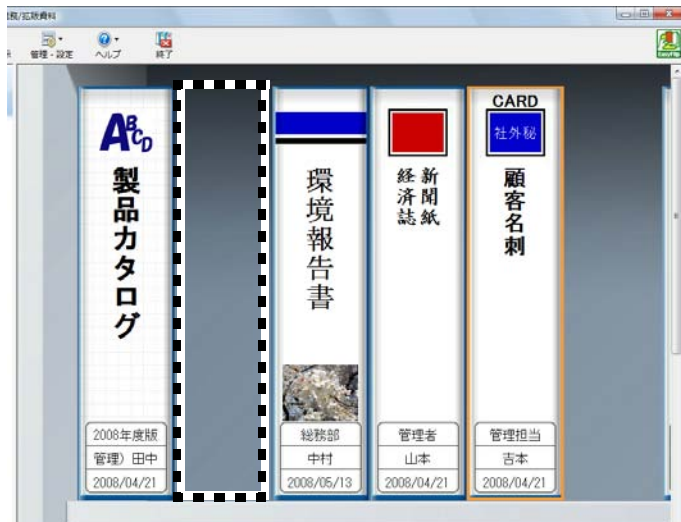 務/拡販資料
管理・設定
ヘルプ
終了
ABCD
製品カタログ
2008年度版
管理）田中
2008/04/21
環境報告書
総務部
中村
2008/05/13
新聞紙
経済誌
管理者
山本
2008/04/21
CARD
社外秘
顧客名刺
管理担当
吉本
2008/04/21